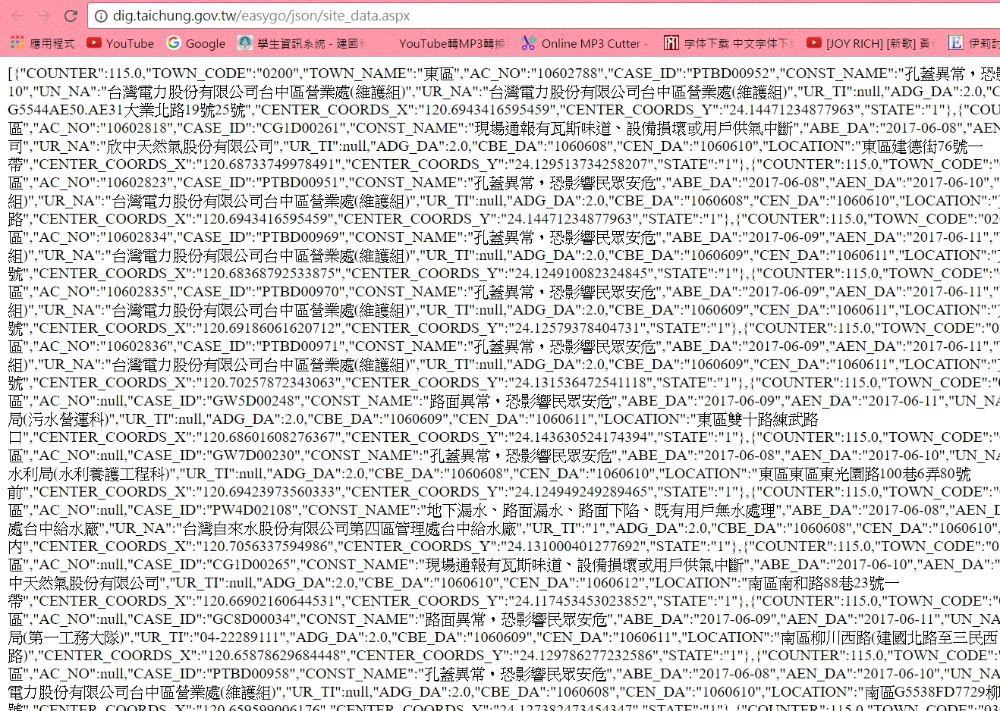 dig.taichung.gov.tw/easygo/json/site_data.aspx
應用程式 YouTube Google 學生資訊系統 - 建國 YouTube轉MP3轉換 Online MP3 Cutter - 字体下载 中文字体下 [JOY RICH] [新歌] 黃 伊莉討
[{"COUNTER":115.0,"TOWN_CODE":"0200","TOWN_NAME":"東區","AC_NO":"10602788","CASE_ID":"PTBD00952","CONST_NAME":"孔蓋異常，恐影
10","UN_NA":"台灣電力股份有限公司台中區營業處(維護組)","UR_NA":"台灣電力股份有限公司台中區營業處(維護組)","UR_TI":null,"ADG_DA":2.0,"C
G5544AE50.AE31大業北路19號25號","CENTER_COORDS_X":"120.6943416595459","CENTER_COORDS_Y":"24.14471234877963","STATE":"1"},{"COU
區","AC_NO":"10602818","CASE_ID":"CG1D00261","CONST_NAME":"現場通報有瓦斯味道、設備損壞或用戶供氣中斷","ABE_DA":"2017-06-08","AEN
司","UR_NA":"欣中天然氣股份有限公司","UR_TI":null,"ADG_DA":2.0,"CBE_DA":"1060608","CEN_DA":"1060610","LOCATION":"東區建德街76號一
帶","CENTER_COORDS_X":"120.68733749978491","CENTER_COORDS_Y":"24.129513734258207","STATE":"1"},{"COUNTER":115.0,"TOWN_CODE":"
區","AC_NO":"10602823","CASE_ID":"PTBD00951","CONST_NAME":"孔蓋異常，恐影響民眾安危","ABE_DA":"2017-06-08","AEN_DA":"2017-06-10","
組)","UR_NA":"台灣電力股份有限公司台中區營業處(維護組)","UR_TI":null,"ADG_DA":2.0,"CBE_DA":"1060608","CEN_DA":"1060610","LOCATION":"
路","CENTER_COORDS_X":"120.6943416595459","CENTER_COORDS_Y":"24.14471234877963","STATE":"1"},{"COUNTER":115.0,"TOWN_CODE":"02
區","AC_NO":"10602834","CASE_ID":"PTBD00969","CONST_NAME":"孔蓋異常，恐影響民眾安危","ABE_DA":"2017-06-09","AEN_DA":"2017-06-11","
組)","UR_NA":"台灣電力股份有限公司台中區營業處(維護組)","UR_TI":null,"ADG_DA":2.0,"CBE_DA":"1060609","CEN_DA":"1060611","LOCATION":"
號","CENTER_COORDS_X":"120.68368792533875","CENTER_COORDS_Y":"24.124910082324845","STATE":"1"},{"COUNTER":115.0,"TOWN_CODE":"
區","AC_NO":"10602835","CASE_ID":"PTBD00970","CONST_NAME":"孔蓋異常，恐影響民眾安危","ABE_DA":"2017-06-09","AEN_DA":"2017-06-11","
組)","UR_NA":"台灣電力股份有限公司台中區營業處(維護組)","UR_TI":null,"ADG_DA":2.0,"CBE_DA":"1060609","CEN_DA":"1060611","LOCATION":"
號","CENTER_COORDS_X":"120.69186061620712","CENTER_COORDS_Y":"24.12579378404731","STATE":"1"},{"COUNTER":115.0,"TOWN_CODE":"0
區","AC_NO":"10602836","CASE_ID":"PTBD00971","CONST_NAME":"孔蓋異常，恐影響民眾安危","ABE_DA":"2017-06-09","AEN_DA":"2017-06-11","
組)","UR_NA":"台灣電力股份有限公司台中區營業處(維護組)","UR_TI":null,"ADG_DA":2.0,"CBE_DA":"1060609","CEN_DA":"1060611","LOCATION":"
號","CENTER_COORDS_X":"120.70257872343063","CENTER_COORDS_Y":"24.131536472541118","STATE":"1"},{"COUNTER":115.0,"TOWN_CODE":"
區","AC_NO":null,"CASE_ID":"GW5D00248","CONST_NAME":"路面異常，恐影響民眾安危","ABE_DA":"2017-06-09","AEN_DA":"2017-06-11","UN_NA
局(污水營運科)","UR_TI":null,"ADG_DA":2.0,"CBE_DA":"1060609","CEN_DA":"1060611","LOCATION":"東區雙十路練武路
口","CENTER_COORDS_X":"120.68601608276367","CENTER_COORDS_Y":"24.143630524174394","STATE":"1"},{"COUNTER":115.0,"TOWN_CODE":"
區","AC_NO":null,"CASE_ID":"GW7D00230","CONST_NAME":"孔蓋異常，恐影響民眾安危","ABE_DA":"2017-06-08","AEN_DA":"2017-06-10","UN_NA
水利局(水利養護工程科)","UR_TI":null,"ADG_DA":2.0,"CBE_DA":"1060608","CEN_DA":"1060610","LOCATION":"東區東區東光園路100巷6弄80號
前","CENTER_COORDS_X":"120.69423973560333","CENTER_COORDS_Y":"24.124949249289465","STATE":"1"},{"COUNTER":115.0,"TOWN_CODE":"0
區","AC_NO":null,"CASE_ID":"PW4D02108","CONST_NAME":"地下漏水、路面漏水、路面下陷、既有用戶無水處理","ABE_DA":"2017-06-08","AEN_D
處台中給水廠","UR_NA":"台灣自來水股份有限公司第四區管理處台中給水廠","UR_TI":"1","ADG_DA":2.0,"CBE_DA":"1060608","CEN_DA":"1060610",
內","CENTER_COORDS_X":"120.7056337594986","CENTER_COORDS_Y":"24.131000401277692","STATE":"1"},{"COUNTER":115.0,"TOWN_CODE":"0
區","AC_NO":null,"CASE_ID":"CG1D00265","CONST_NAME":"現場通報有瓦斯味道、設備損壞或用戶供氣中斷","ABE_DA":"2017-06-10","AEN_DA":"
中天然氣股份有限公司","UR_TI":null,"ADG_DA":2.0,"CBE_DA":"1060610","CEN_DA":"1060612","LOCATION":"南區南和路88巷23號一
帶","CENTER_COORDS_X":"120.66902160644531","CENTER_COORDS_Y":"24.117453453023852","STATE":"1"},{"COUNTER":115.0,"TOWN_CODE":"
區","AC_NO":null,"CASE_ID":"GC8D00034","CONST_NAME":"路面異常，恐影響民眾安危","ABE_DA":"2017-06-09","AEN_DA":"2017-06-11","UN_N
局(第一工務大隊)","UR_TI":"04-22289111","ADG_DA":2.0,"CBE_DA":"1060609","CEN_DA":"1060611","LOCATION":"南區柳川西路(建國北路至三民西
路)","CENTER_COORDS_X":"120.65878629684448","CENTER_COORDS_Y":"24.129786277232586","STATE":"1"},{"COUNTER":115.0,"TOWN_CODE":"
區","AC_NO":null,"CASE_ID":"PTBD00958","CONST_NAME":"孔蓋異常，恐影響民眾安危","ABE_DA":"2017-06-08","AEN_DA":"2017-06-10","UN_NA
電力股份有限公司台中區營業處(維護組)","UR_TI":null,"ADG_DA":2.0,"CBE_DA":"1060608","CEN_DA":"1060610","LOCATION":"南區G5538FD7729柳
號","CENTER_COORDS_X":"120.659599006176","CENTER_COORDS_Y":"24.127382473454347","STATE":"1"},{"COUNTER":115.0,"TOWN_CODE":"03